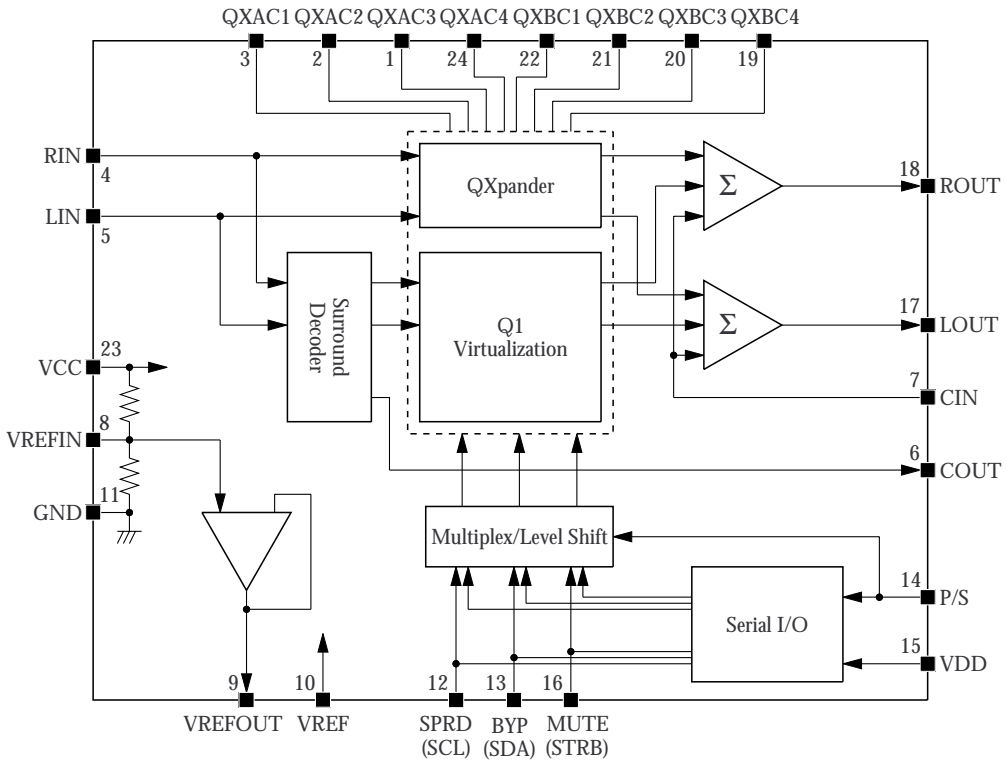 QXAC1 QXAC2 QXAC3 QXAC4 QXBC1 QXBC2 QXBC3 QXBC4
3 2 1 24 22 21 20 19
RIN
4
LIN
5
QXpander
Σ
18
ROUT
Surround
Decoder
Q1
Virtualization
Σ
17
LOUT
23
VCC
7
CIN
8
VREFIN
6
COUT
11
GND
Multiplex/Level Shift
14
P/S
Serial I/O
15
VDD
9 10 12 13 16
VREFOUT VREF SPRD BYP MUTE
(SCL) (SDA) (STRB)